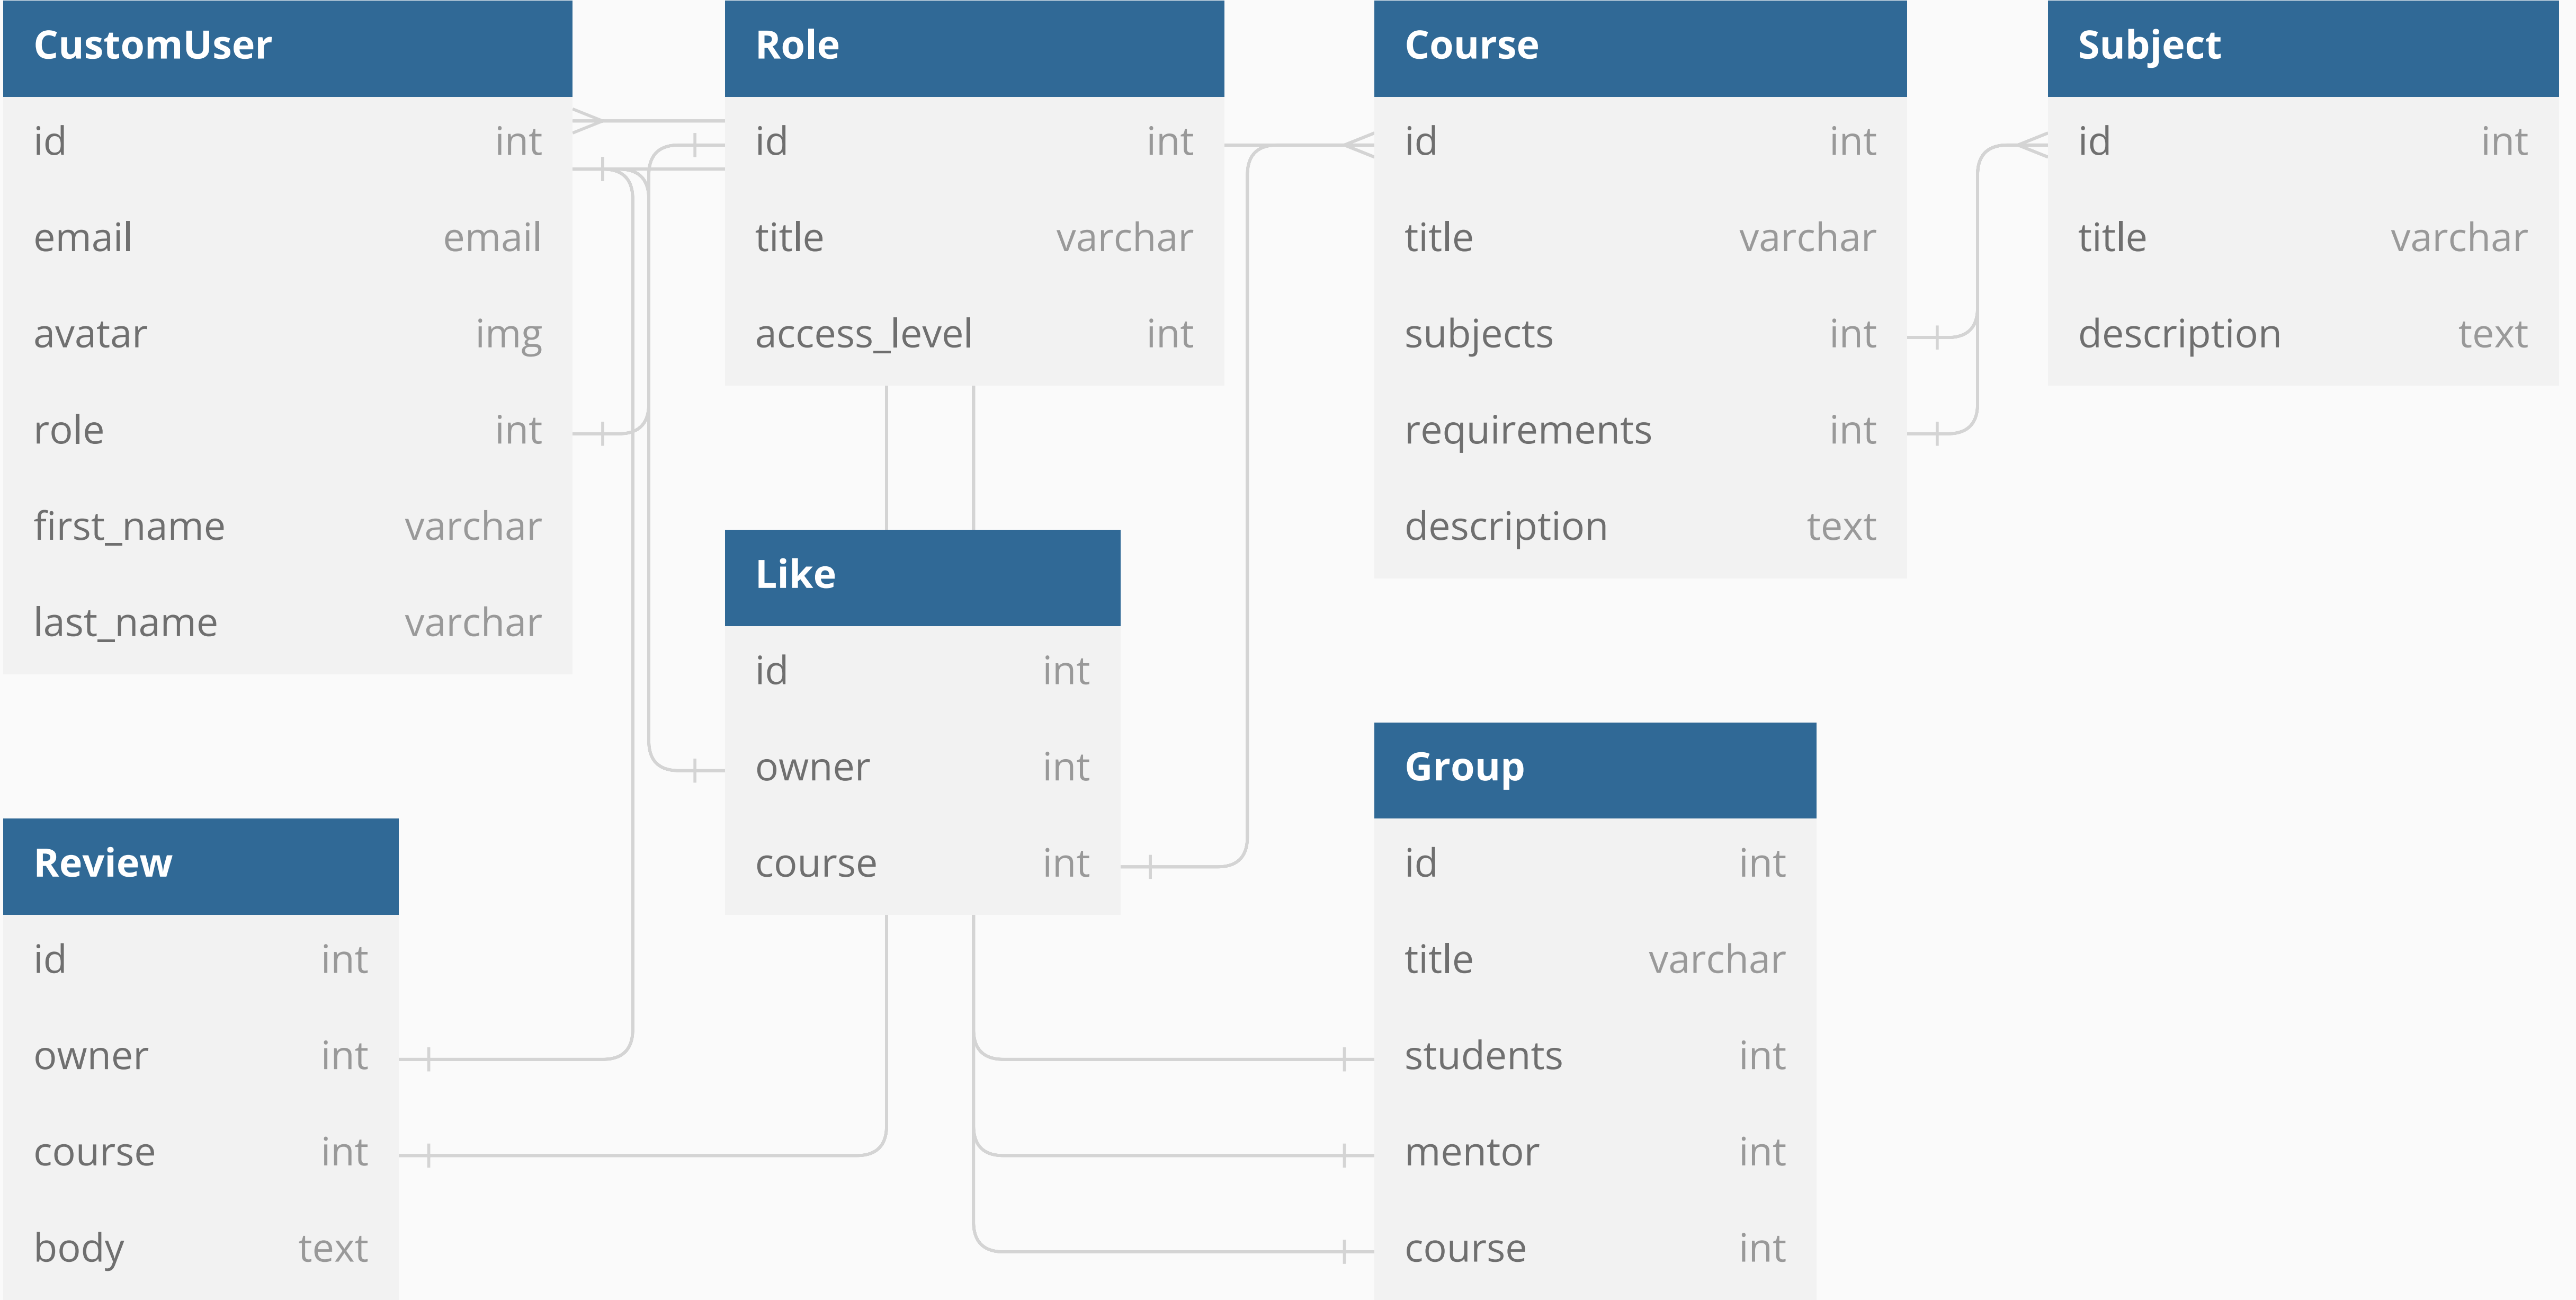 CustomUser
id int
email email
avatar img
role int
first_name varchar
last_name varchar
Role
id int
title varchar
access_level int
Course
id int
title varchar
subjects int
requirements int
description text
Subject
id int
title varchar
description text
Like
id int
owner int
course int
Group
id int
title varchar
students int
mentor int
course int
Review
id int
owner int
course int
body text